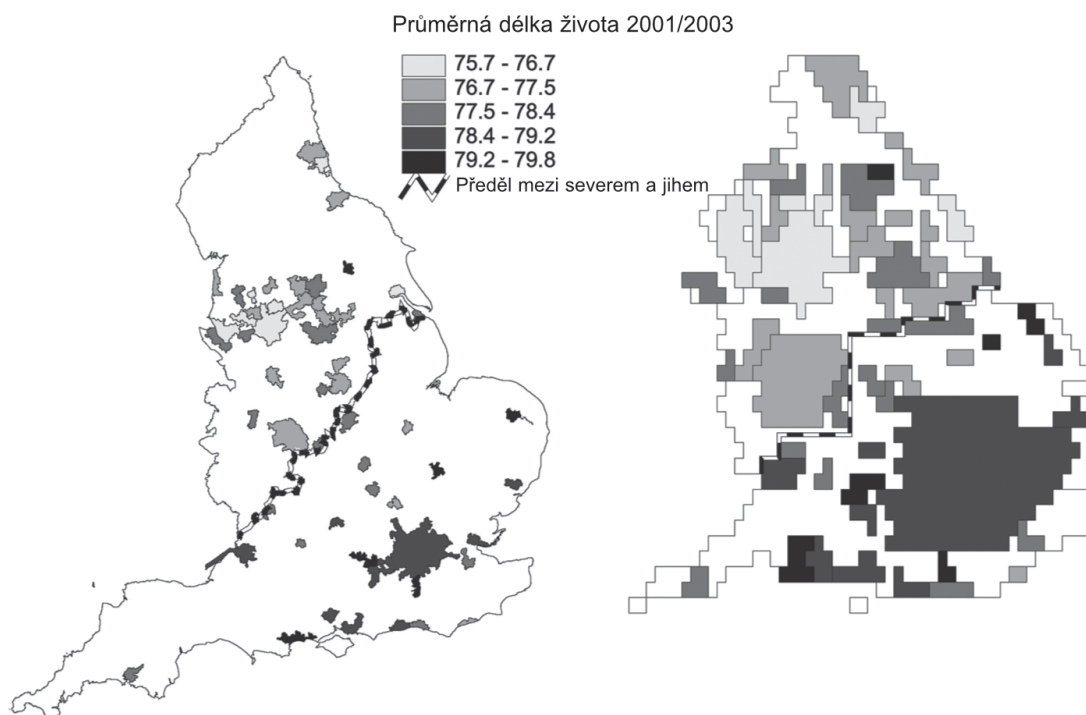 Průměrná délka života 2001/2003
75.7 - 76.7
76.7 - 77.5
77.5 - 78.4
78.4 - 79.2
79.2 - 79.8
Předěl mezi severem a jihem